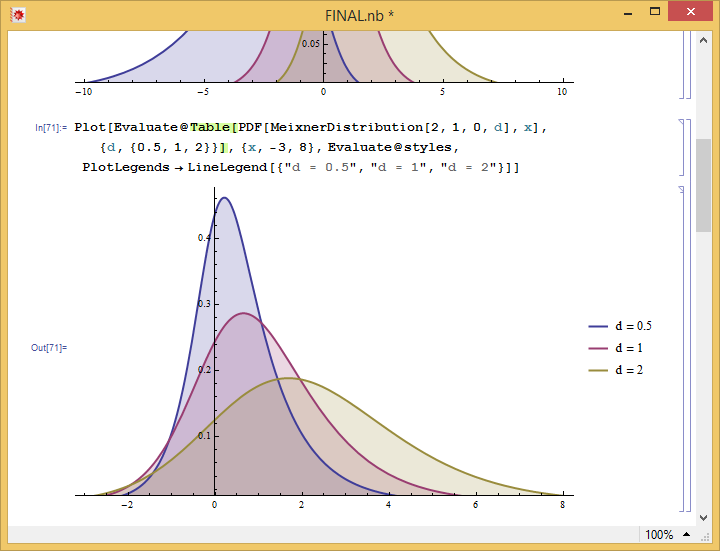 FINAL.nb *
0.05
-10 -5 0 5 10
In[71]:= Plot[Evaluate@Table[PDF[MeixnerDistribution[2, 1, 0, d], x],
{d, {0.5, 1, 2}}], {x, -3, 8}, Evaluate@styles,
PlotLegends → LineLegend[{"d = 0.5", "d = 1", "d = 2"}]]
0.4
0.3
d = 0.5
Out[71]=
d = 1
0.2
d = 2
0.1
-2 0 2 4 6 8
100%